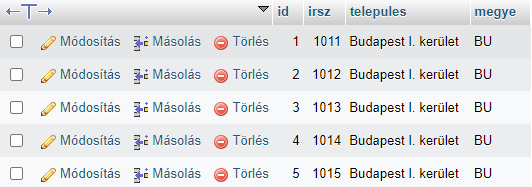 id irsz telepules megye
Módosítás Másolás Törlés 1 1011 Budapest I. kerület BU
Módosítás Másolás Törlés 2 1012 Budapest I. kerület BU
Módosítás Másolás Törlés 3 1013 Budapest I. kerület BU
Módosítás Másolás Törlés 4 1014 Budapest I. kerület BU
Módosítás Másolás Törlés 5 1015 Budapest I. kerület BU